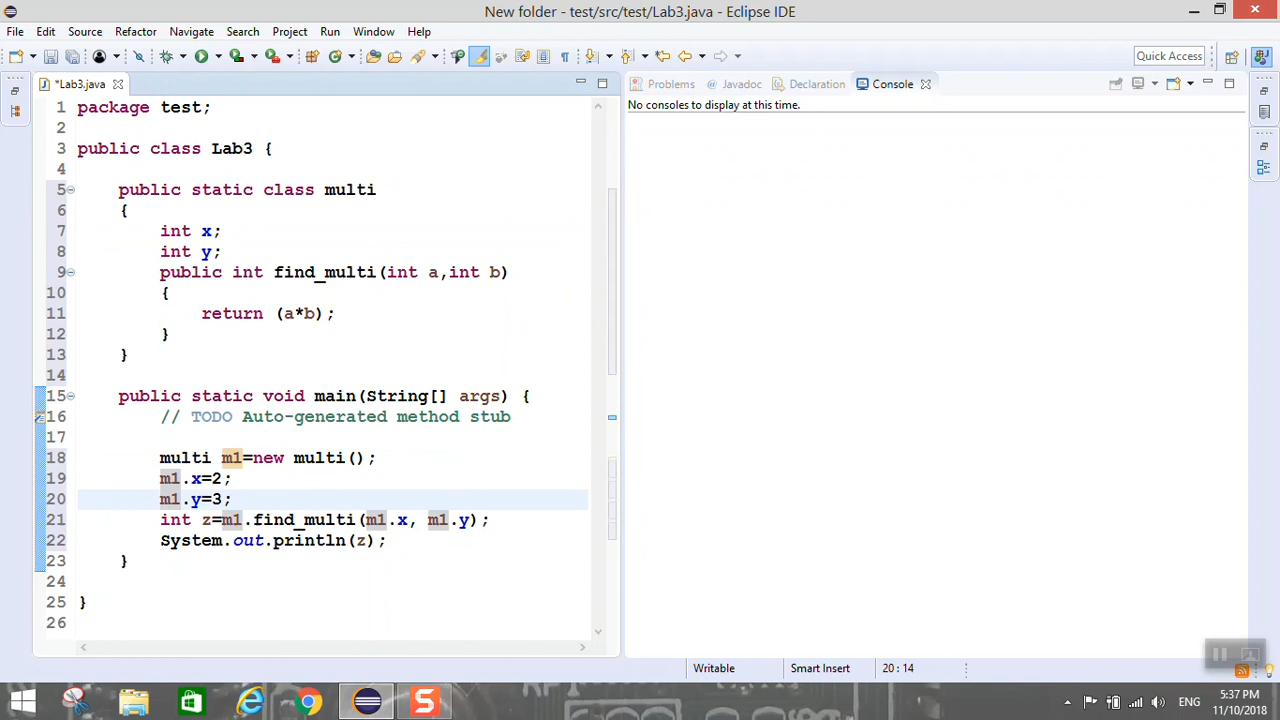 New folder - test/src/test/Lab3.java - Eclipse IDE
File Edit Source Refactor Navigate Search Project Run Window Help
Quick Access
*Lab3.java
Problems @ Javadoc Declaration Console
No consoles to display at this time.
1 package test;
2
3 public class Lab3 {
4
5 public static class multi
6 {
7 int x;
8 int y;
9 public int find_multi(int a,int b)
10 {
11 return (a*b);
12 }
13 }
14
15 public static void main(String[] args) {
16 // TODO Auto-generated method stub
17
18 multi m1=new multi();
19 m1.x=2;
20 m1.y=3;
21 int z=m1.find_multi(m1.x, m1.y);
22 System.out.println(z);
23 }
24
25 }
26
Writable Smart Insert 20 : 14
ENG
5:37 PM
11/10/2018